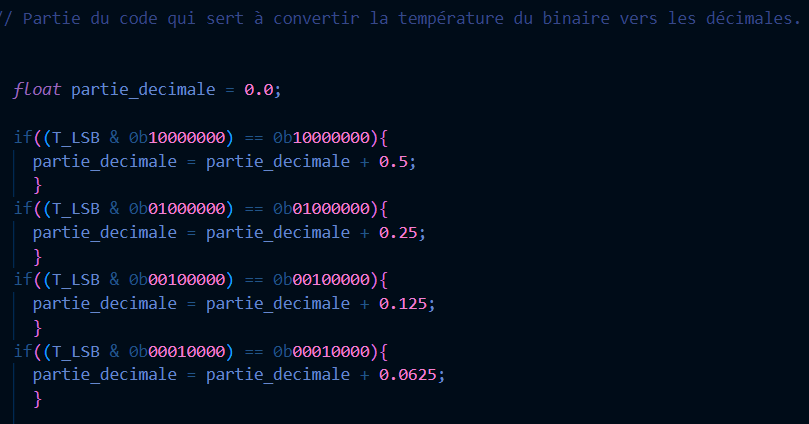 // Partie du code qui sert à convertir la température du binaire vers les décimales.
float partie_decimale = 0.0;
if((T_LSB & 0b10000000) == 0b10000000){
partie_decimale = partie_decimale + 0.5;
}
if((T_LSB & 0b01000000) == 0b01000000){
partie_decimale = partie_decimale + 0.25;
}
if((T_LSB & 0b00100000) == 0b00100000){
partie_decimale = partie_decimale + 0.125;
}
if((T_LSB & 0b00010000) == 0b00010000){
partie_decimale = partie_decimale + 0.0625;
}